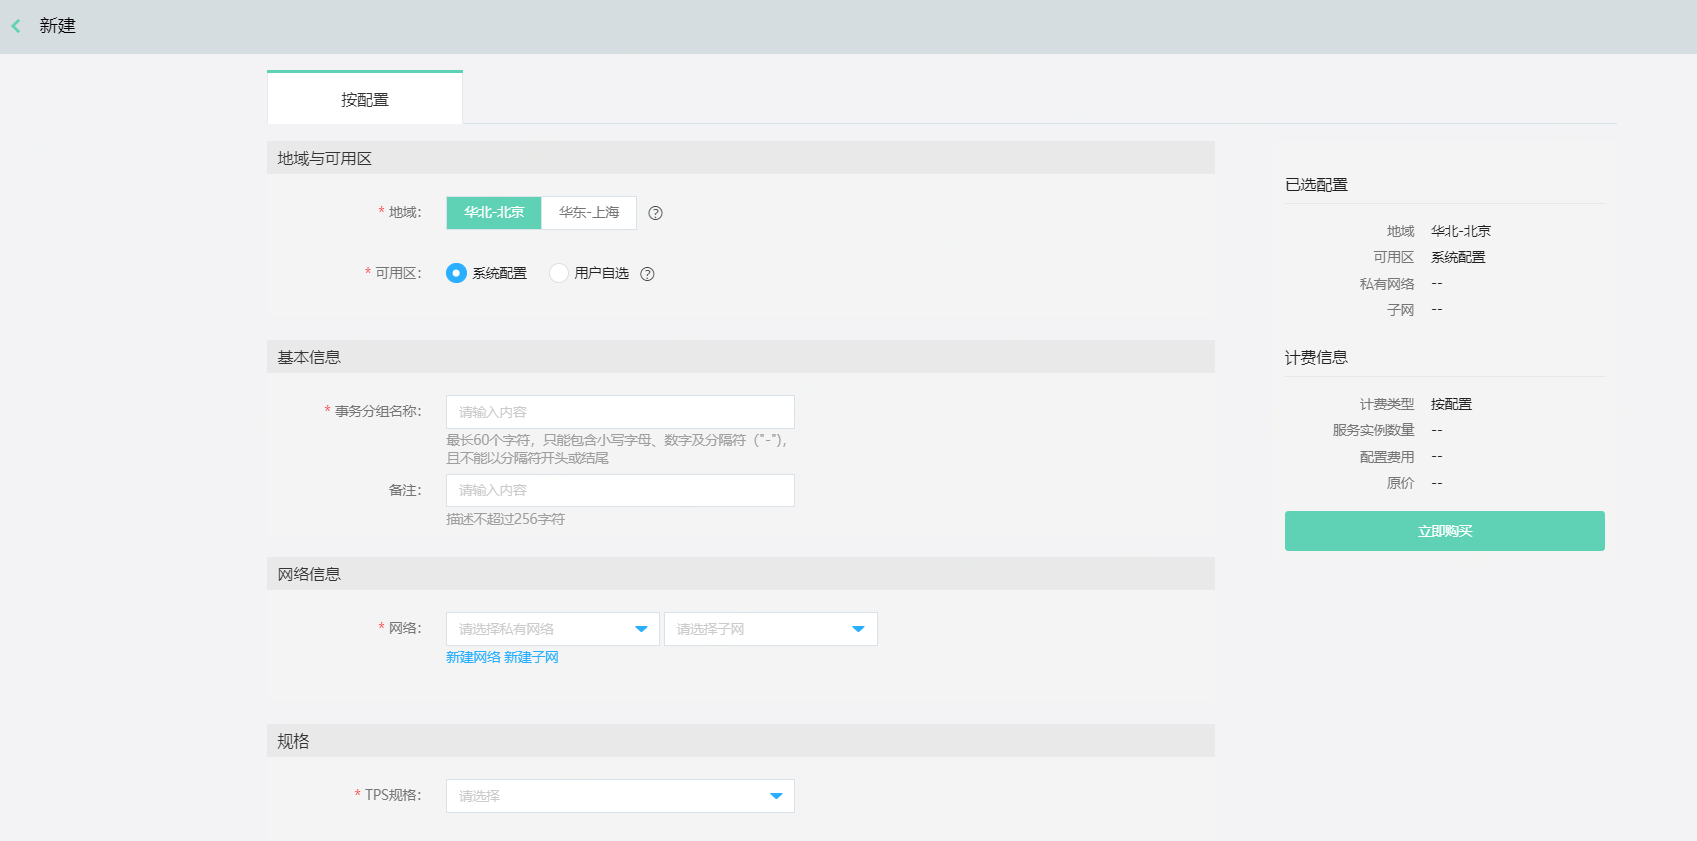 新建
按配置
地域与可用区
* 地域： 华北-北京 华东-上海 ?
* 可用区： 系统配置 用户自选 ?
基本信息
* 事务分组名称： 请输入内容
最长60个字符，只能包含小写字母、数字及分隔符（"-"），
且不能以分隔符开头或结尾
备注： 请输入内容
描述不超过256字符
网络信息
* 网络： 请选择私有网络 请选择子网
新建网络 新建子网
规格
* TPS规格： 请选择
已选配置
地域 华北-北京
可用区 系统配置
私有网络 --
子网 --
计费信息
计费类型 按配置
服务实例数量 --
配置费用 --
原价 --
立即购买